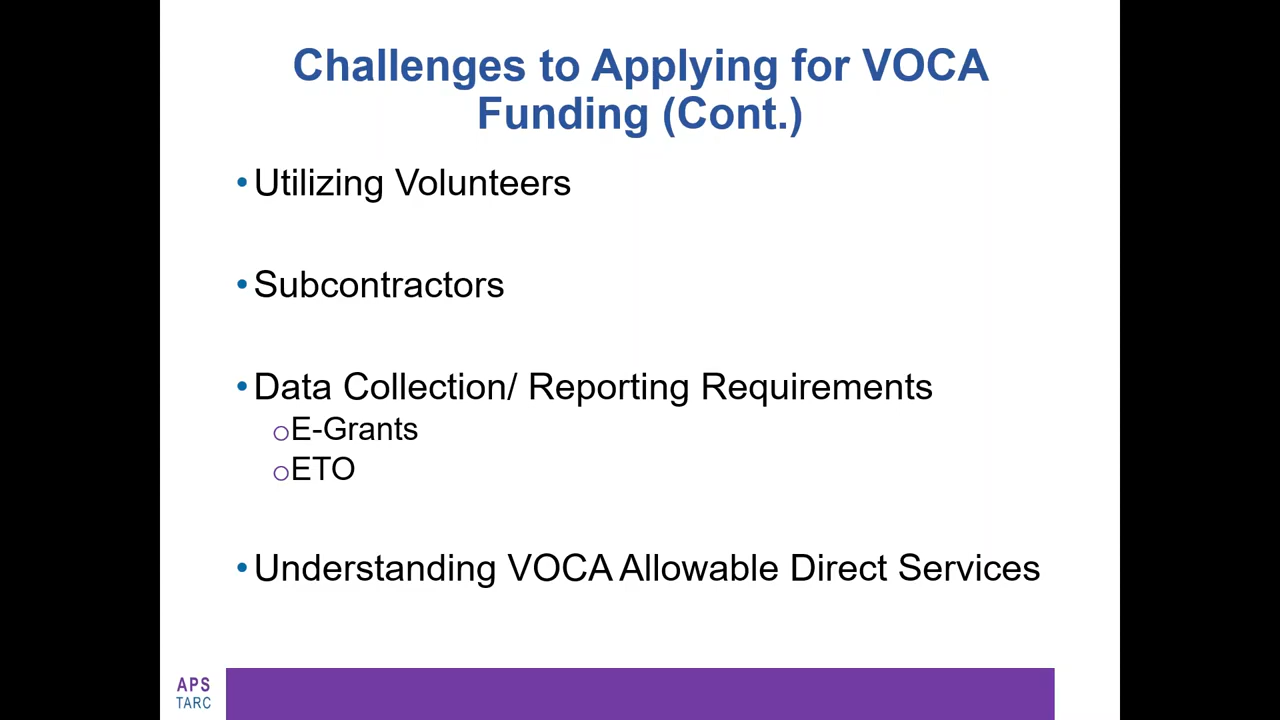 Challenges to Applying for VOCA
Funding (Cont.)
•Utilizing Volunteers
•Subcontractors
•Data Collection/ Reporting Requirements
oE-Grants
oETO
•Understanding VOCA Allowable Direct Services
APS
TARC